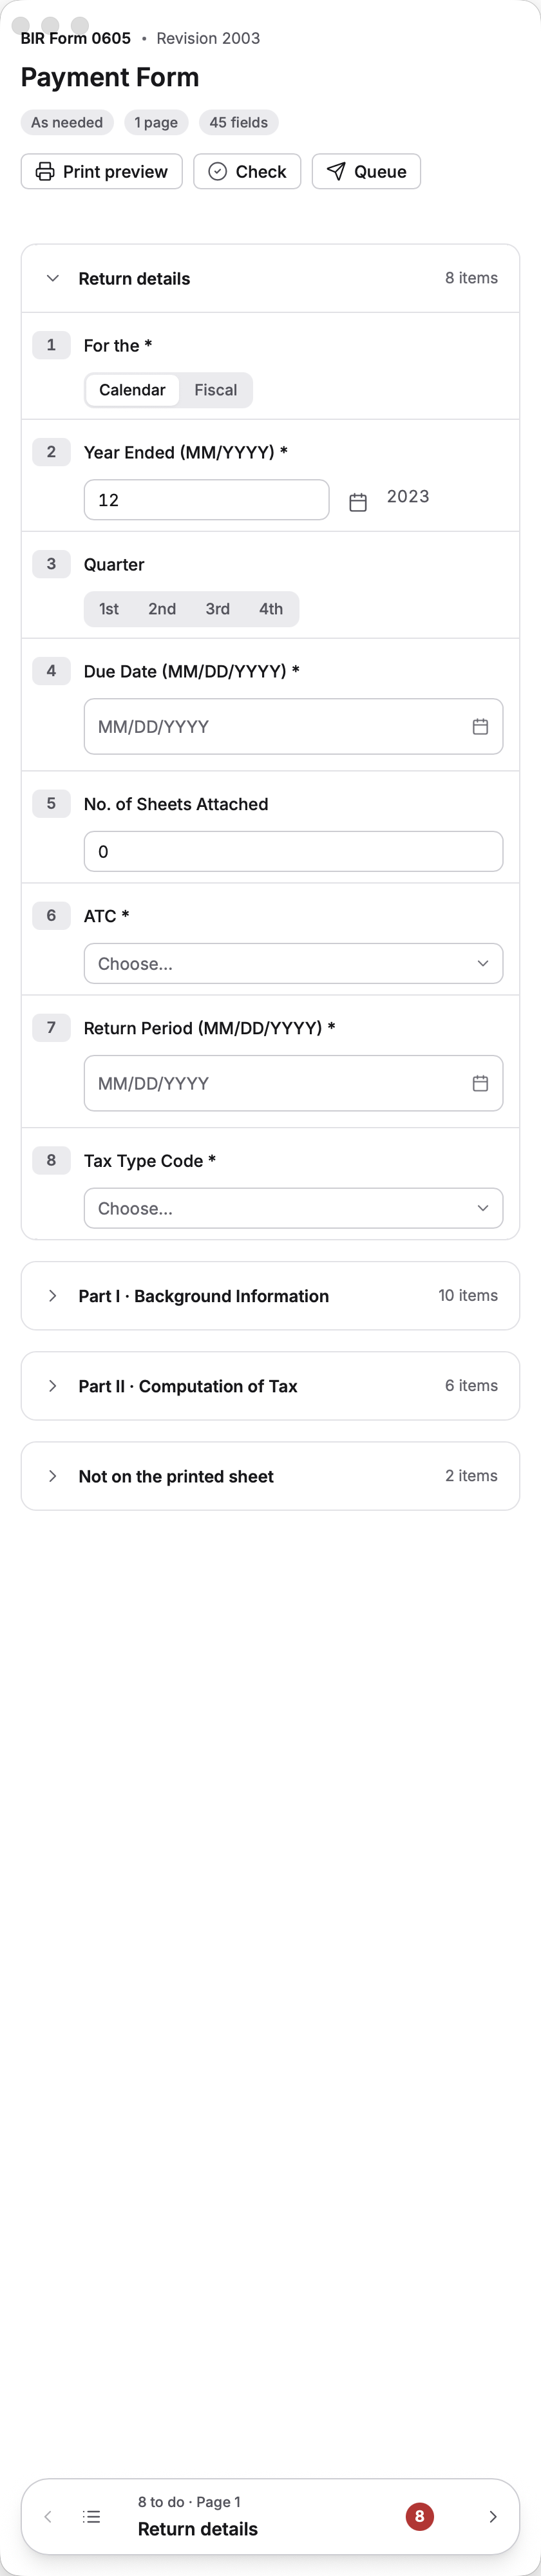 BIR Form 0605 • Revision 2003
Payment Form
As needed 1 page 45 fields
Print preview Check Queue
Return details 8 items
1 For the *
Calendar Fiscal
2 Year Ended (MM/YYYY) *
12 2023
3 Quarter
1st 2nd 3rd 4th
4 Due Date (MM/DD/YYYY) *
MM/DD/YYYY
5 No. of Sheets Attached
0
6 ATC *
Choose...
7 Return Period (MM/DD/YYYY) *
MM/DD/YYYY
8 Tax Type Code *
Choose...
Part I · Background Information 10 items
Part II · Computation of Tax 6 items
Not on the printed sheet 2 items
8 to do · Page 1
Return details 8